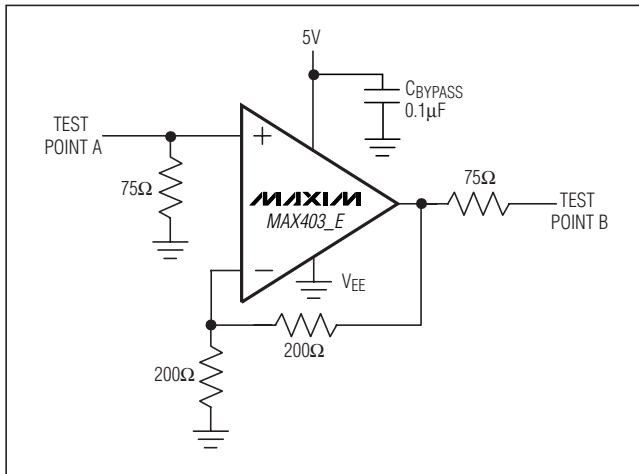 5V
CBYPASS
0.1µF
TEST
POINT A
+
75Ω
75Ω
TEST
POINT B
MAXIM
MAX403_E
−
VEE
200Ω
200Ω